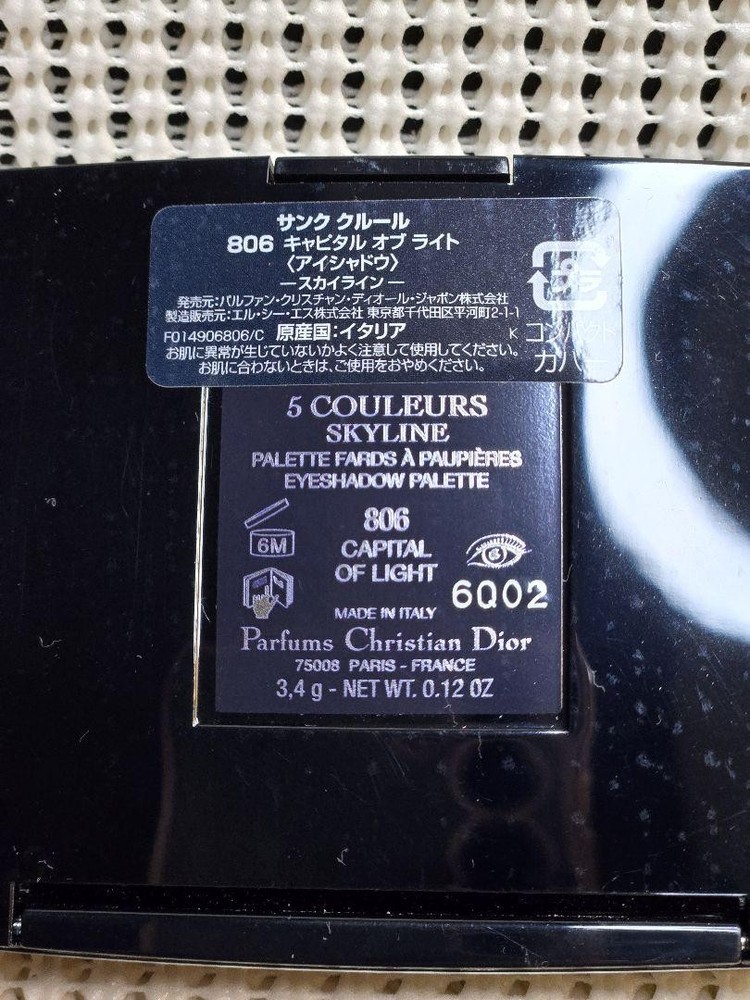 サンク クルール
806 キャピタル オブ ライト
〈アイシャドウ〉
―スカイライン―
発売元:パルファン・クリスチャン・ディオール・ジャポン株式会社
製造販売元:エル・シー・エス株式会社 東京都千代田区平河町2-1-1
F014906806/C 原産国:イタリア
K
お肌に異常が生じていないかよく注意して使用してください。
お肌に合わないときは、ご使用をおやめください。
プラ
カバー
5 COULEURS
SKYLINE
PALETTE FARDS À PAUPIÈRES
EYESHADOW PALETTE
6M
806
CAPITAL
OF LIGHT
6Q02
MADE IN ITALY
Parfums Christian Dior
75008 PARIS - FRANCE
3,4 g - NET WT. 0.12 OZ